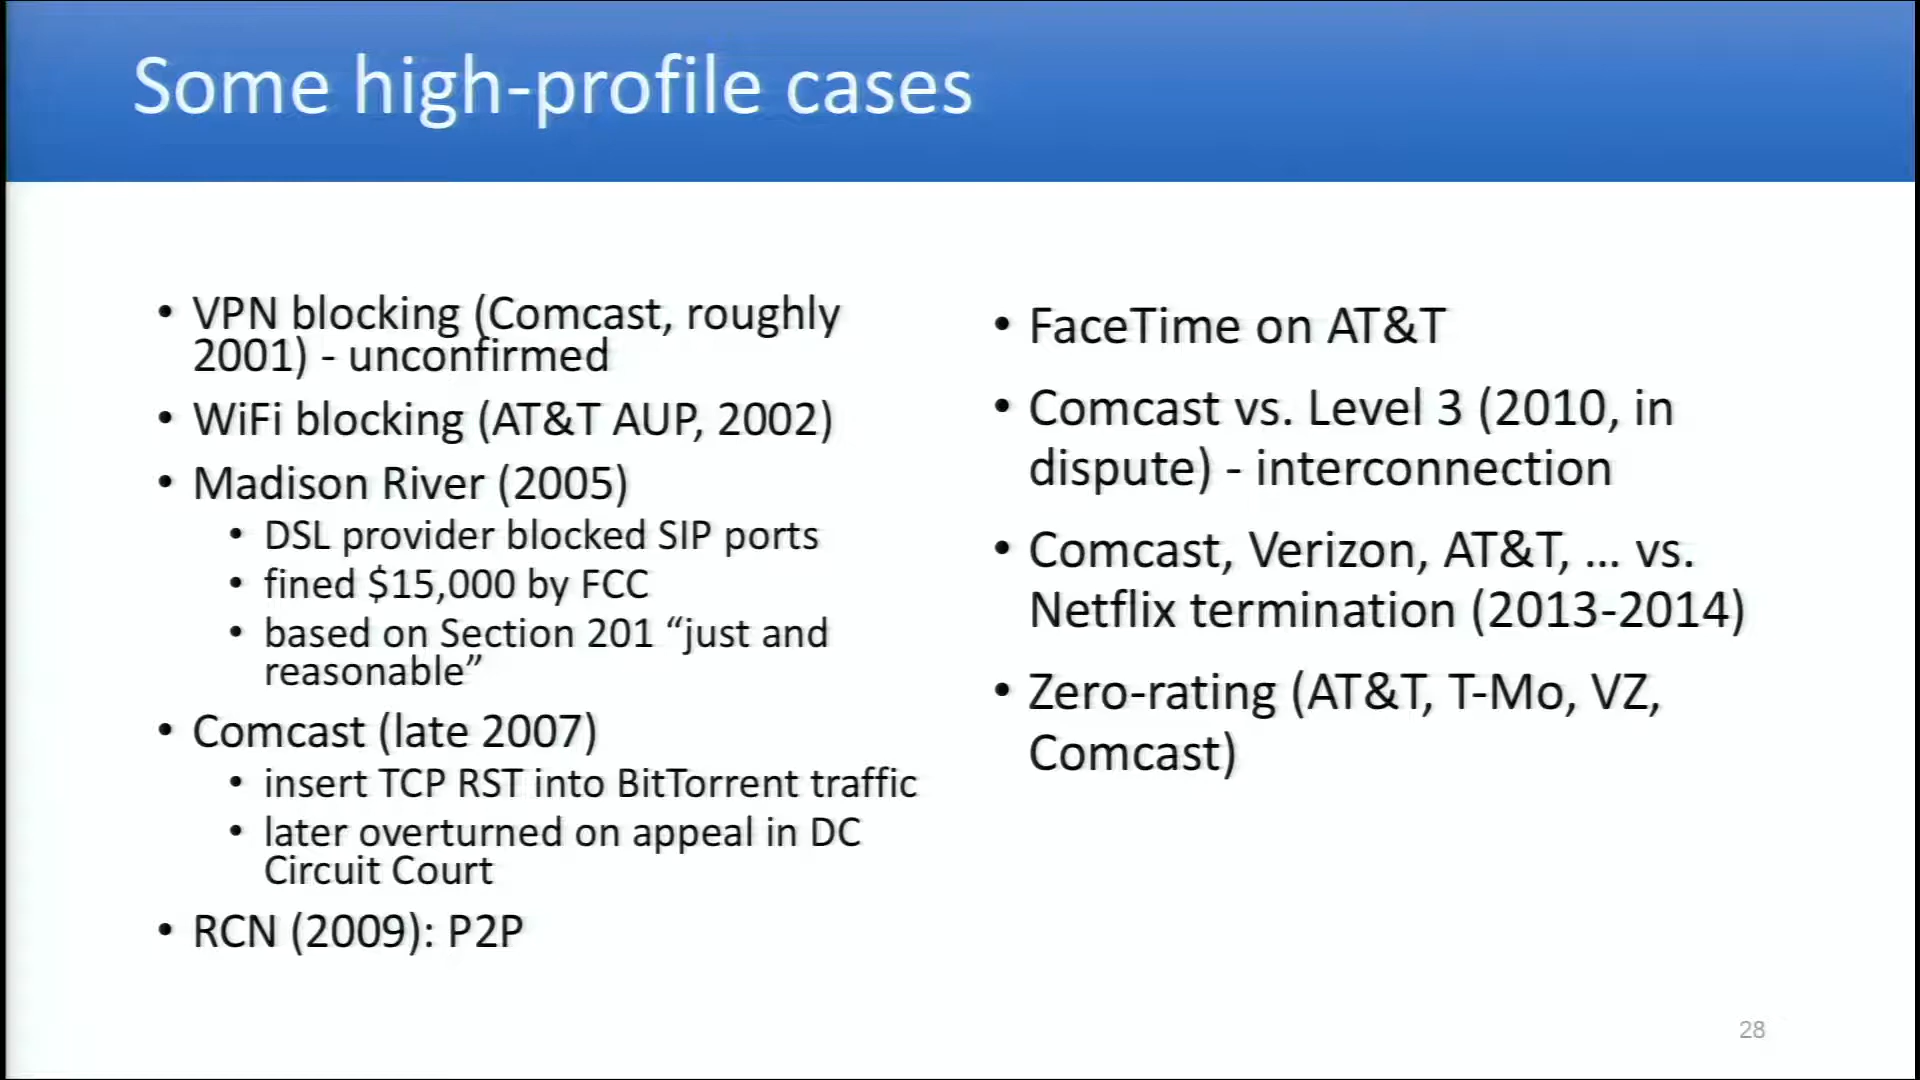 Some high-profile cases
• VPN blocking (Comcast, roughly
2001) - unconfirmed
• WiFi blocking (AT&T AUP, 2002)
• Madison River (2005)
• DSL provider blocked SIP ports
• fined $15,000 by FCC
• based on Section 201 “just and
reasonable”
• Comcast (late 2007)
• insert TCP RST into BitTorrent traffic
• later overturned on appeal in DC
Circuit Court
• RCN (2009): P2P
• FaceTime on AT&T
• Comcast vs. Level 3 (2010, in
dispute) - interconnection
• Comcast, Verizon, AT&T, ... vs.
Netflix termination (2013-2014)
• Zero-rating (AT&T, T-Mo, VZ,
Comcast)
28